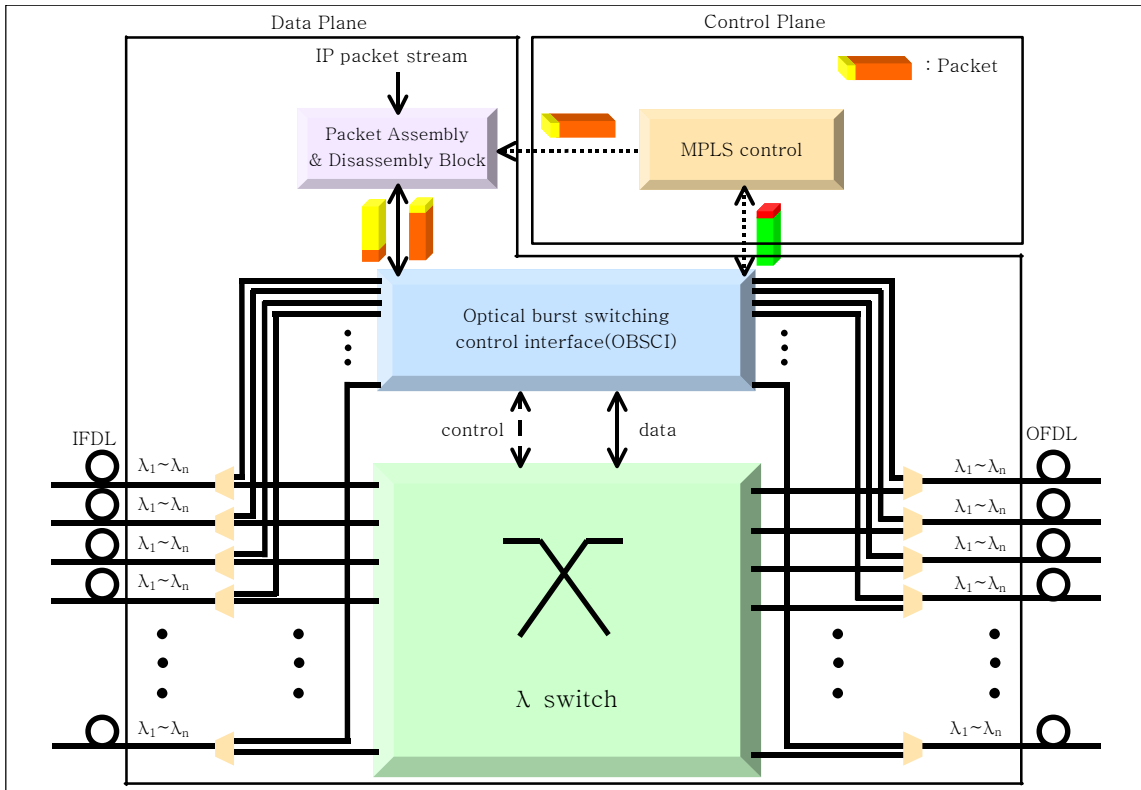 Data Plane
Control Plane
IP packet stream
: Packet
Packet Assembly
& Disassembly Block
MPLS control
Optical burst switching
control interface(OBSCI)
control
data
IFDL
OFDL
λ1~λn
λ1~λn
λ1~λn
λ1~λn
λ1~λn
λ1~λn
λ1~λn
λ1~λn
λ switch
λ1~λn
λ1~λn